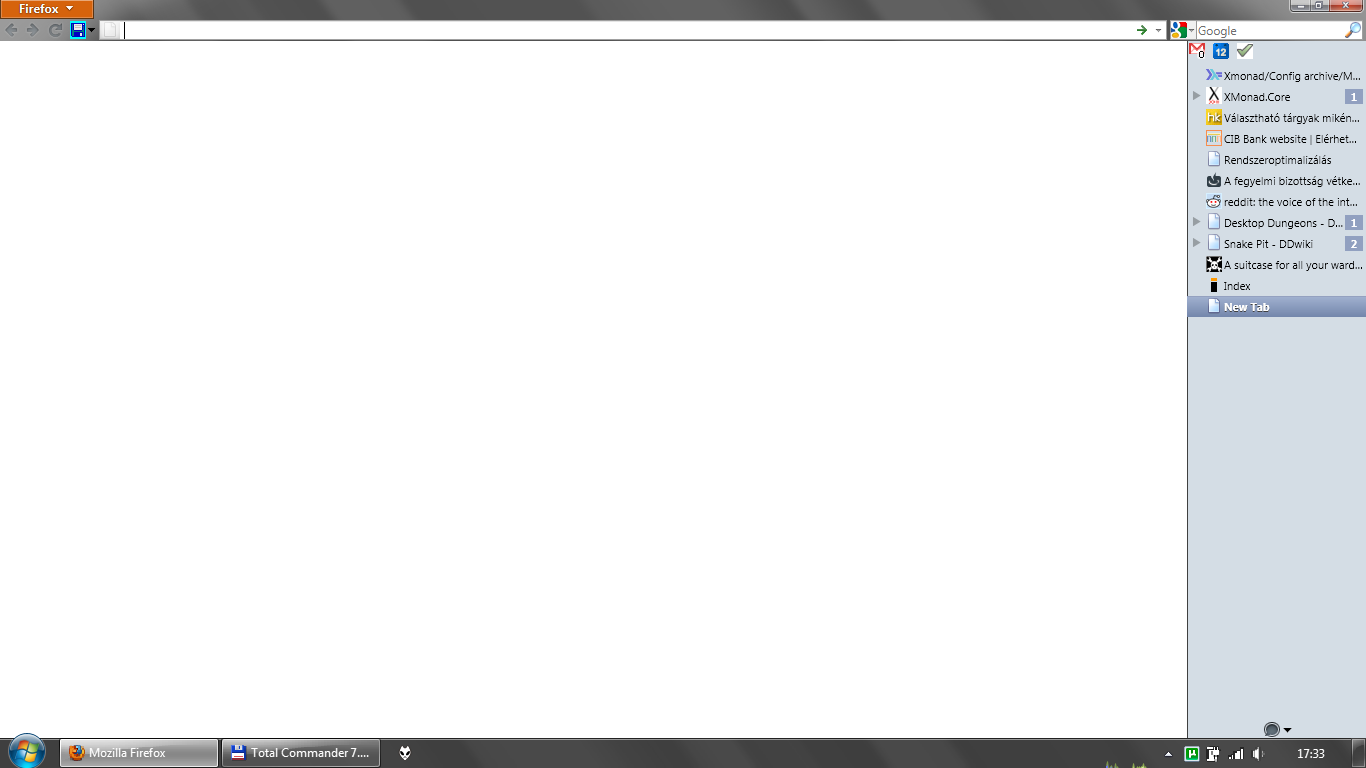 Firefox
Google
0
12
Xmonad/Config archive/M...
XMonad.Core
1
hk
Választható tárgyak mikén...
CIB Bank website | Elérhet...
Rendszeroptimalizálás
A fegyelmi bizottság vétke...
reddit: the voice of the int...
Desktop Dungeons - D...
1
Snake Pit - DDwiki
2
A suitcase for all your ward...
Index
New Tab
Mozilla Firefox
Total Commander 7....
µ
17:33